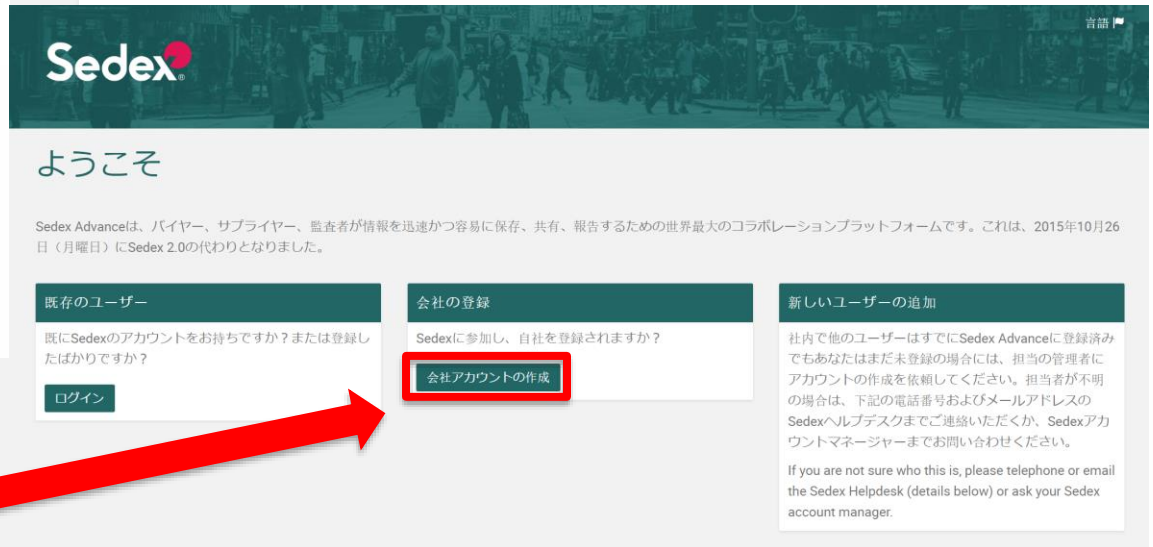 Sedex®
言語
ようこそ
Sedex Advanceは、バイヤー、サプライヤー、監査者が情報を迅速かつ容易に保存、共有、報告するための世界最大のコラボレーションプラットフォームです。これは、2015年10月26
日（月曜日）にSedex 2.0の代わりとなりました。
既存のユーザー
既にSedexのアカウントをお持ちですか？または登録し
たばかりですか？
ログイン
会社の登録
Sedexに参加し、自社を登録されますか？
会社アカウントの作成
新しいユーザーの追加
社内で他のユーザーはすでにSedex Advanceに登録済み
でもあなたはまだ未登録の場合には、担当の管理者に
アカウントの作成を依頼してください。担当者が不明
の場合は、下記の電話番号およびメールアドレスの
Sedexヘルプデスクまでご連絡いただくか、Sedexアカ
ウントマネージャーまでお問い合わせください。
If you are not sure who this is, please telephone or email
the Sedex Helpdesk (details below) or ask your Sedex
account manager.